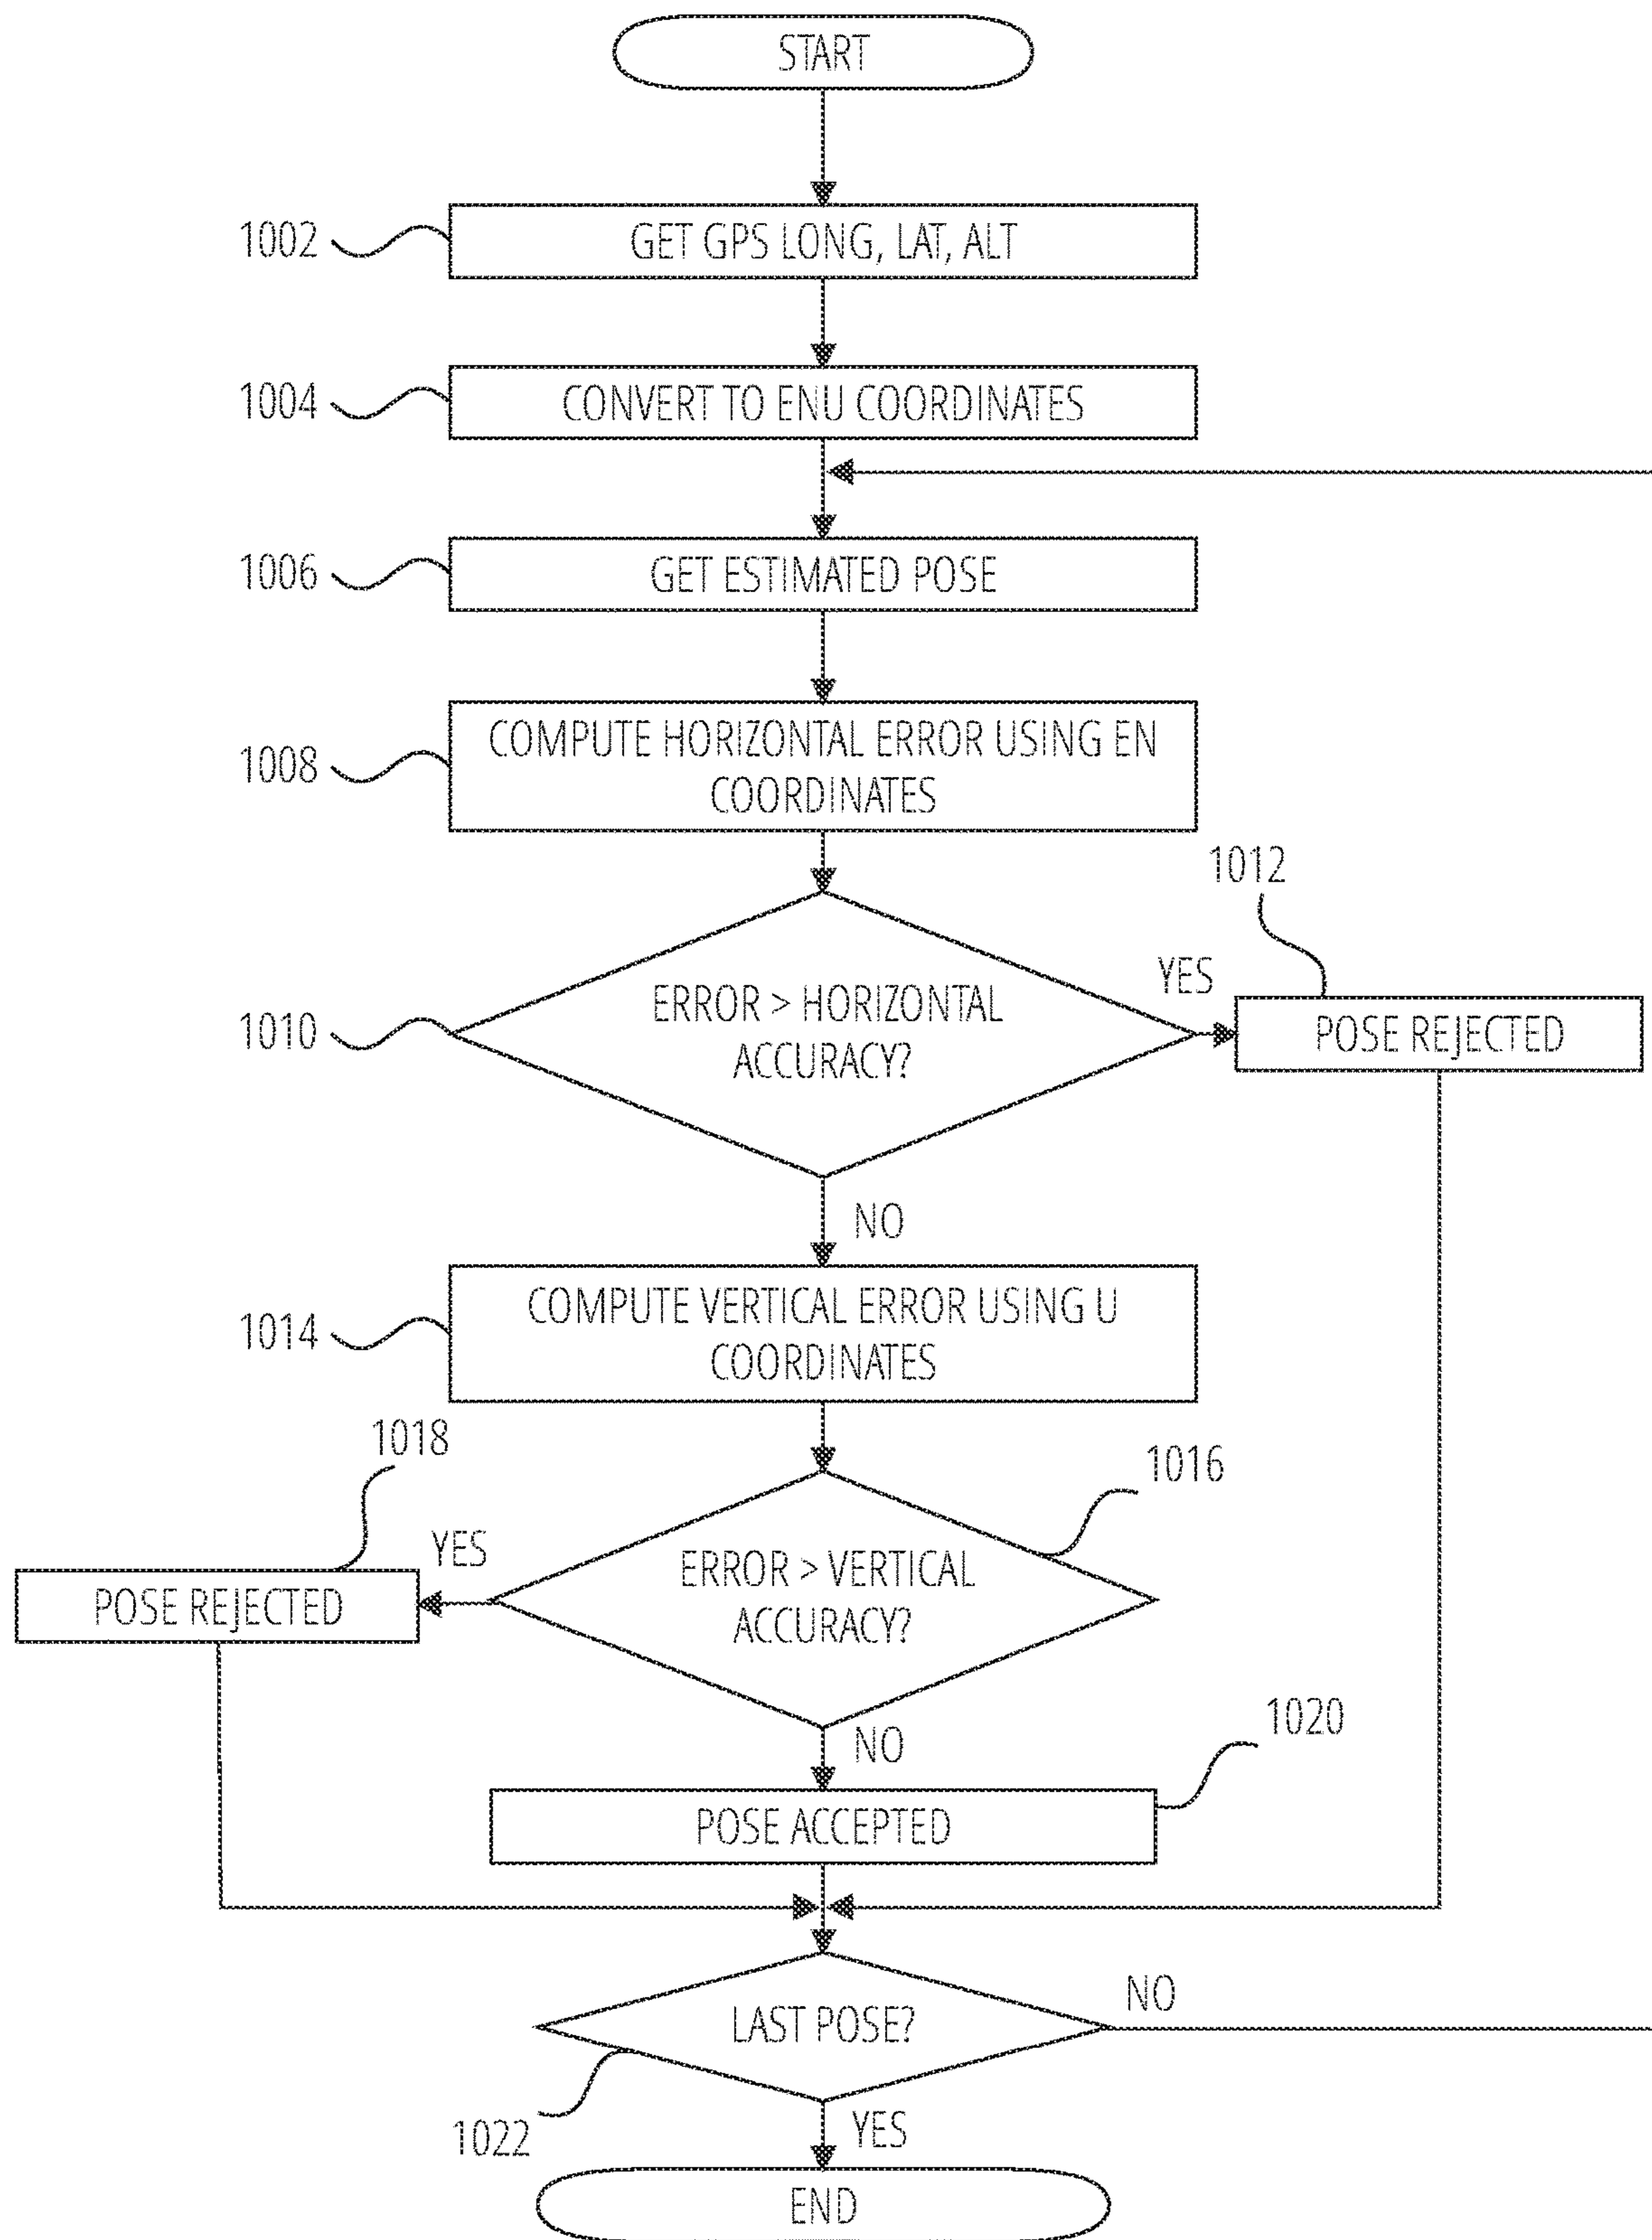 START
1002
GET GPS LONG, LAT, ALT
1004
CONVERT TO ENU COORDINATES
1006
GET ESTIMATED POSE
1008
COMPUTE HORIZONTAL ERROR USING EN
COORDINATES
1012
1010
ERROR > HORIZONTAL
ACCURACY?
YES
POSE REJECTED
NO
1014
COMPUTE VERTICAL ERROR USING U
COORDINATES
1018
1016
YES
POSE REJECTED
ERROR > VERTICAL
ACCURACY?
NO
1020
POSE ACCEPTED
LAST POSE?
NO
1022
YES
END